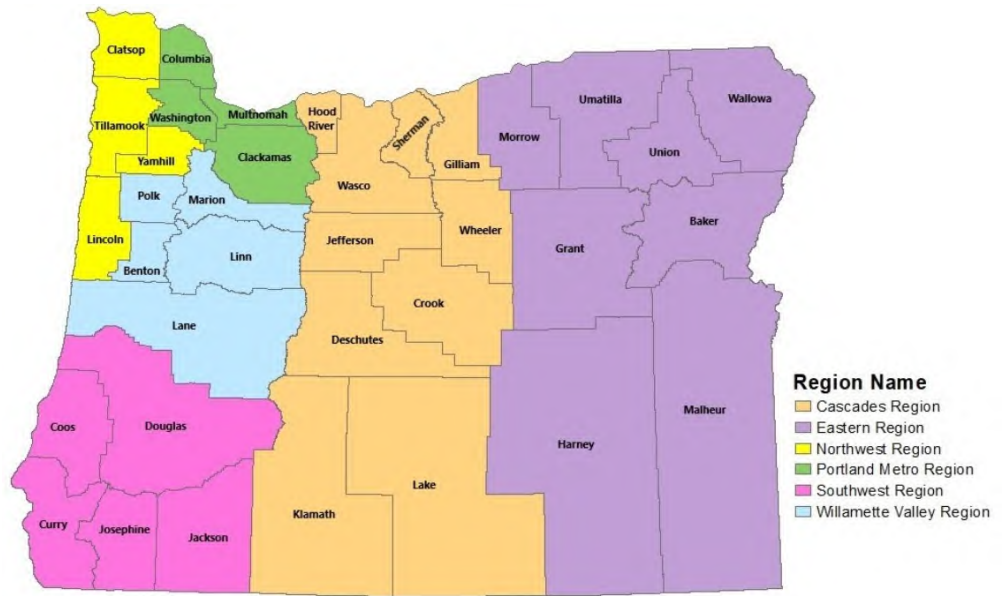 Clatsop
Columbia
Tillamook
Washington
Multnomah
Hood
River
Sherman
Yamhill
Clackamas
Gilliam
Morrow
Umatilla
Wallowa
Union
Wasco
Polk
Marion
Lincoln
Jefferson
Wheeler
Grant
Baker
Benton
Linn
Crook
Lane
Deschutes
Coos
Douglas
Harney
Malheur
Curry
Josephine
Jackson
Klamath
Lake
Region Name
Cascades Region
Eastern Region
Northwest Region
Portland Metro Region
Southwest Region
Willamette Valley Region